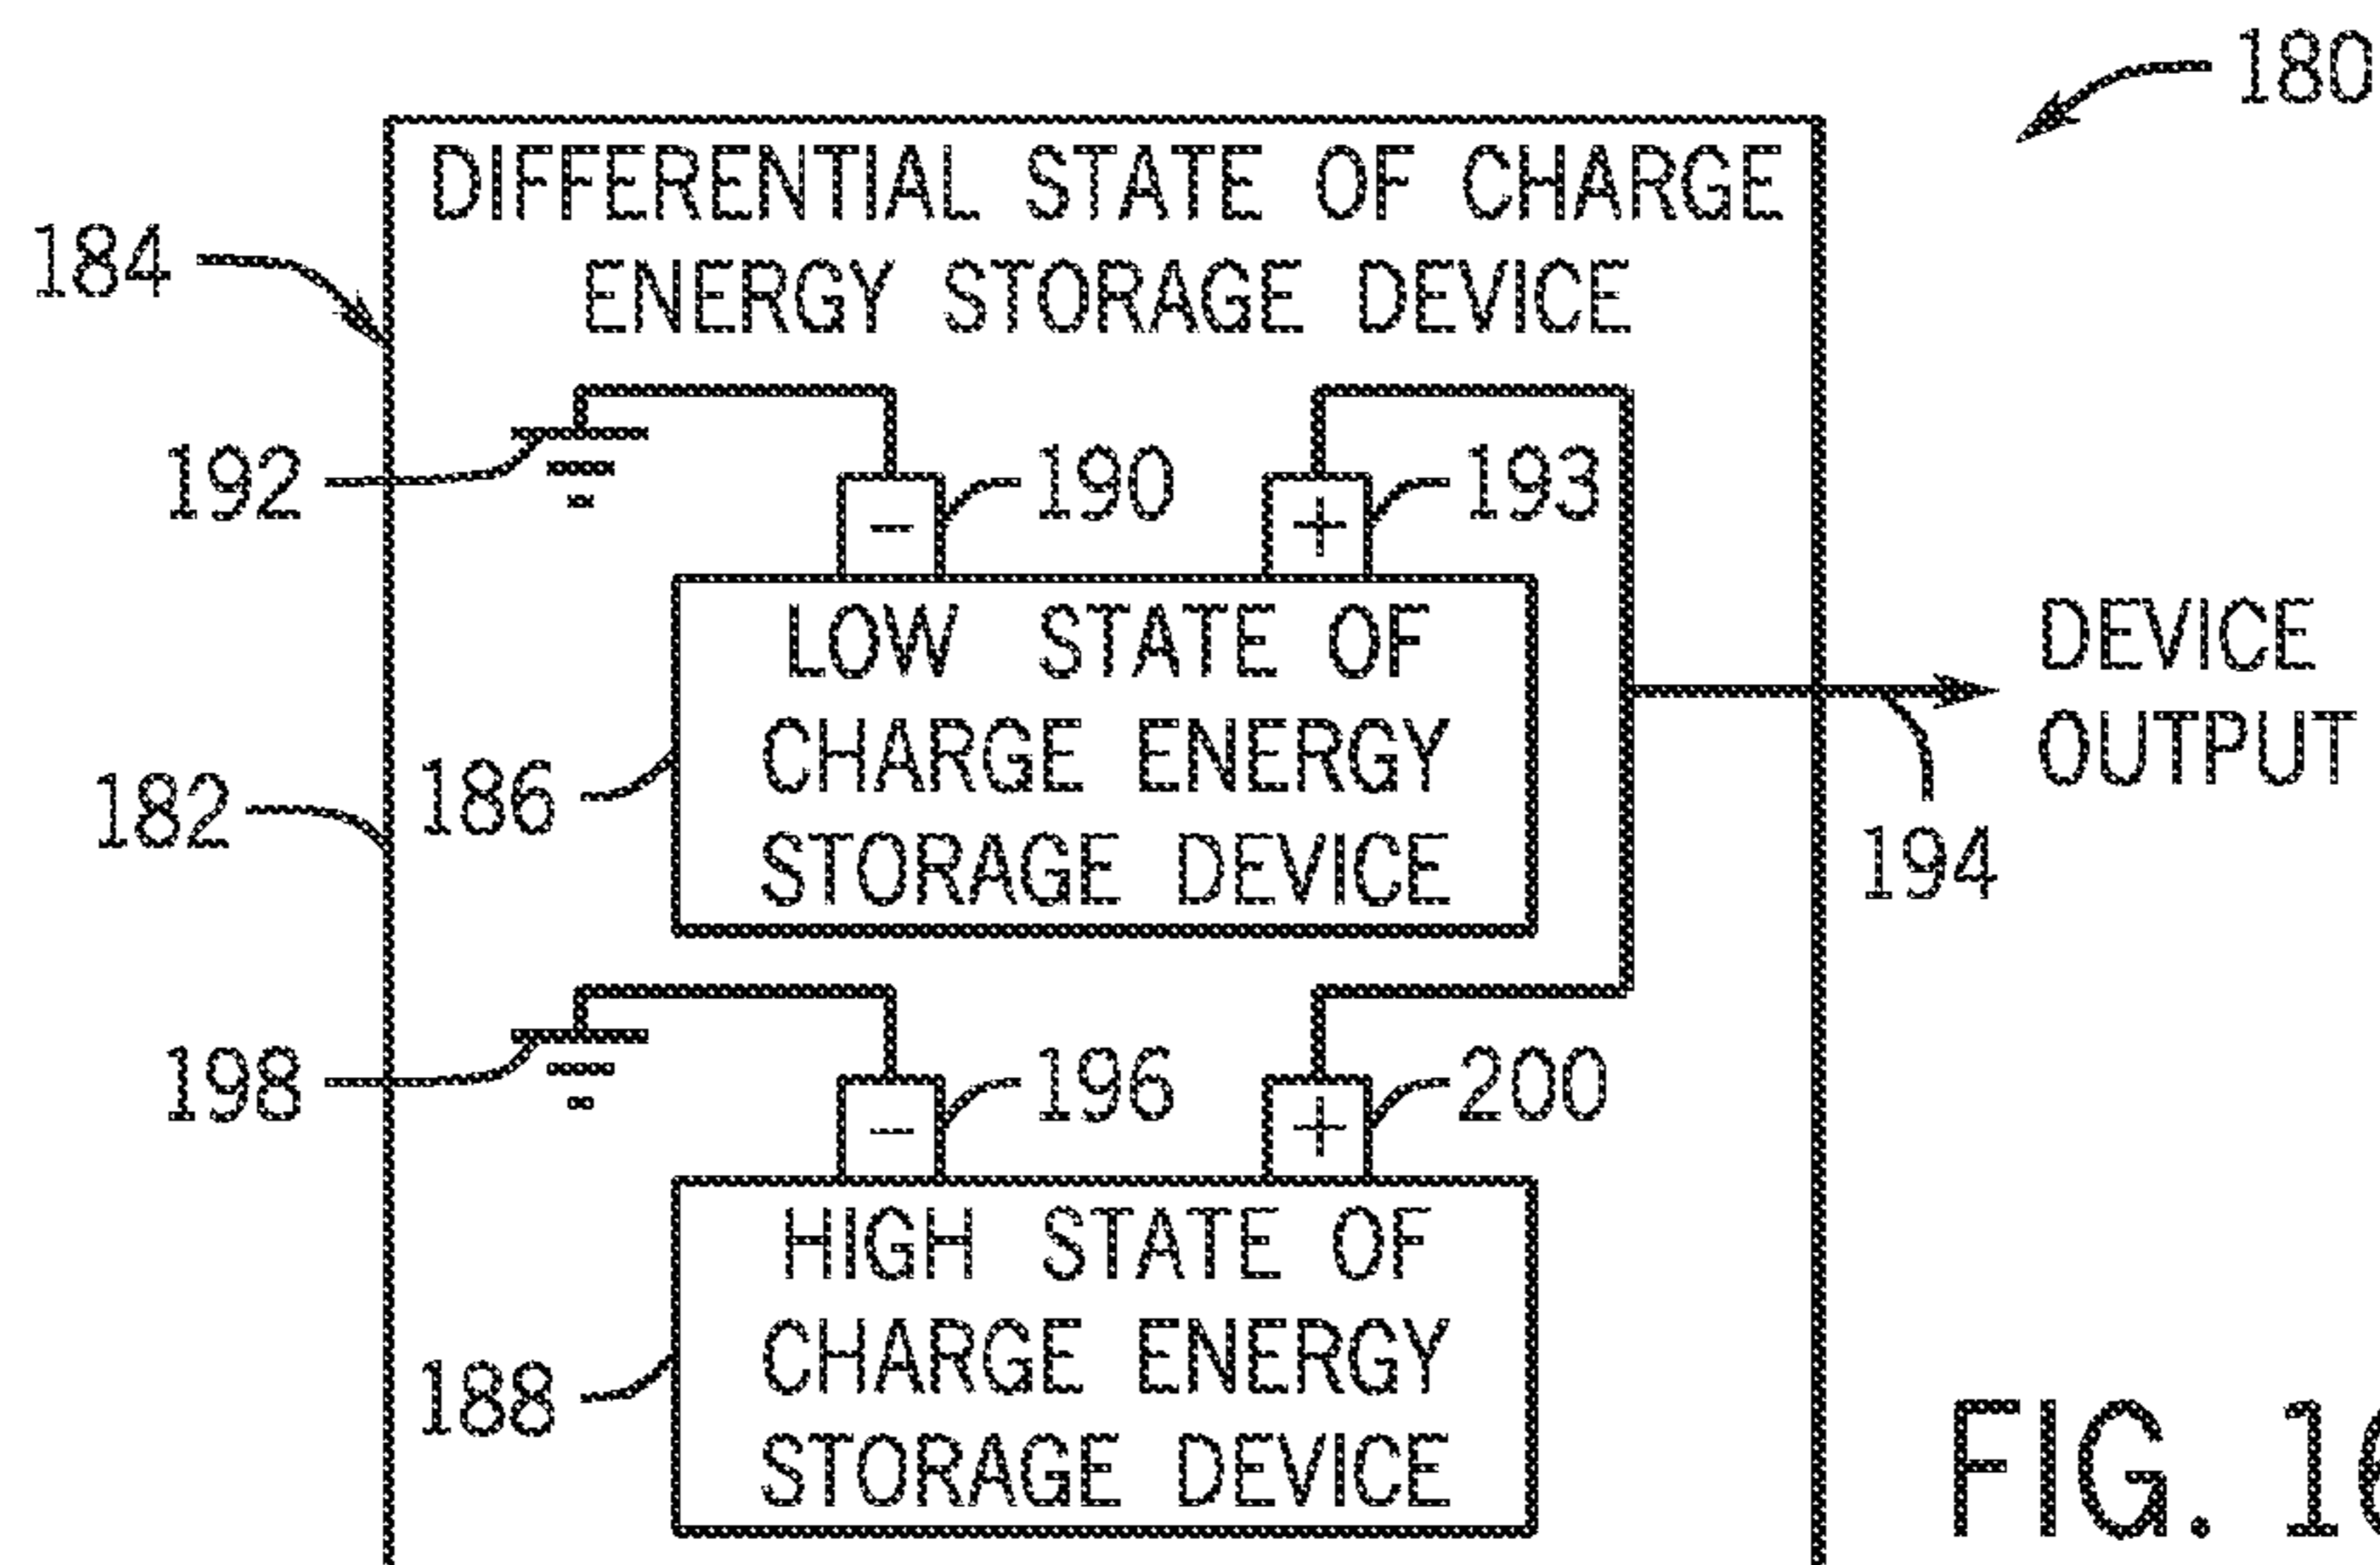 180
DIFFERENTIAL STATE OF CHARGE
ENERGY STORAGE DEVICE
184
192
190
193
-
+
LOW STATE OF
CHARGE ENERGY
STORAGE DEVICE
DEVICE
OUTPUT
186
182
194
198
196
200
-
+
HIGH STATE OF
CHARGE ENERGY
STORAGE DEVICE
188
FIG.